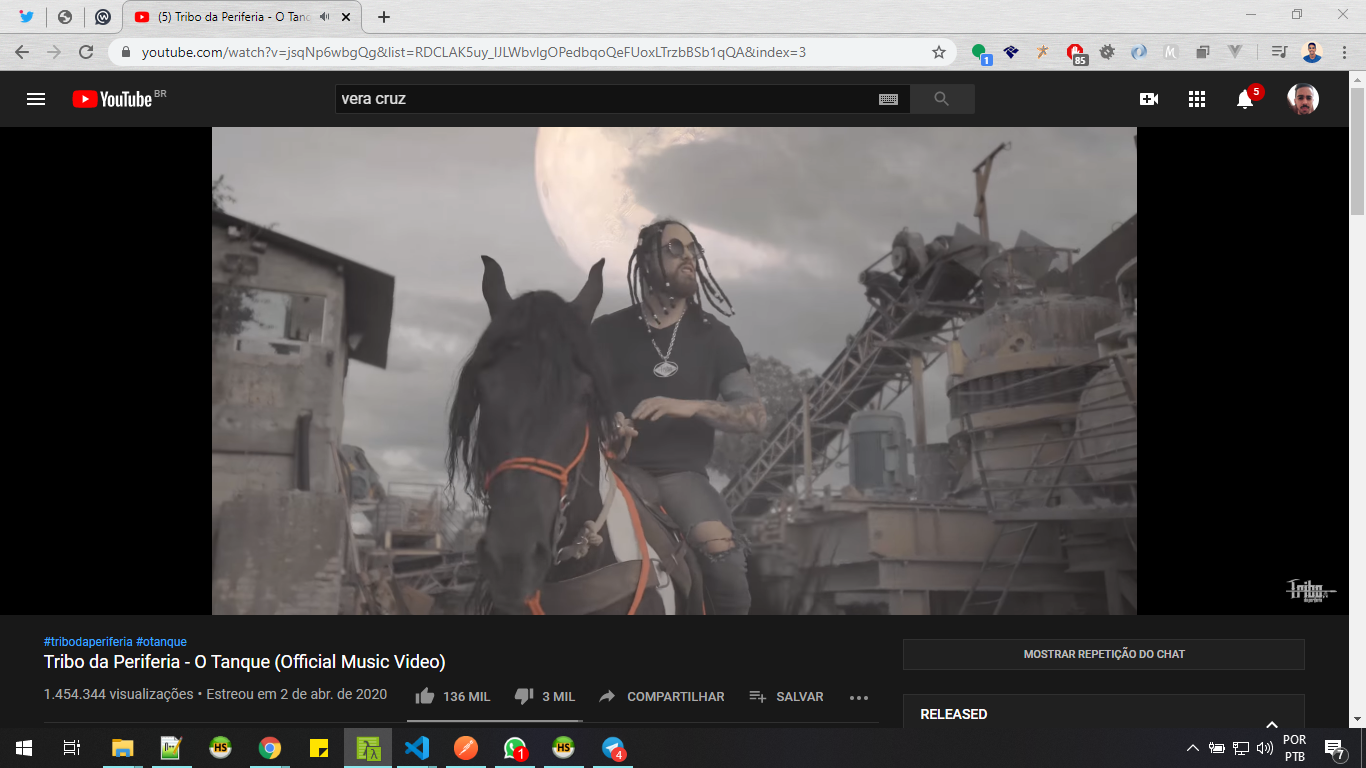 (5) Tribo da Periferia - O Tanq
youtube.com/watch?v=jsqNp6wbgQg&list=RDCLAK5uy_lJLWbvlgOPedbqoQeFUoxLTrzbBSb1qQA&index=3
1
85
M
YouTube BR
vera cruz
5
Tribo
#tribodaperiferia #otanque
Tribo da Periferia - O Tanque (Official Music Video)
1.454.344 visualizações • Estreou em 2 de abr. de 2020
136 MIL
3 MIL
COMPARTILHAR
SALVAR
MOSTRAR REPETIÇÃO DO CHAT
RELEASED
HS
1
HS
4
POR
PTB
7